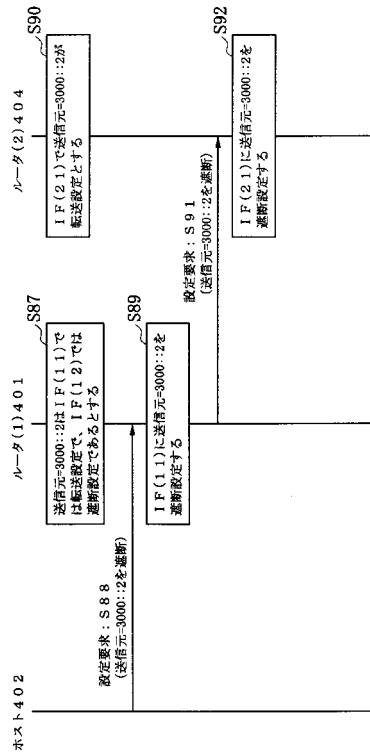 ホスト402
ルータ(1)401
ルータ(2)404
S87
送信元=3000::2はIF(11)で
は転送設定で、IF(12)では
遮断設定であるとする
S90
IF(21)で送信元=3000::2が
転送設定とする
設定要求:S88
(送信元=3000::2を遮断)
S89
IF(11)に送信元=3000::2を
遮断設定する
設定要求:S91
(送信元=3000::2を遮断)
S92
IF(21)に送信元=3000::2を
遮断設定する